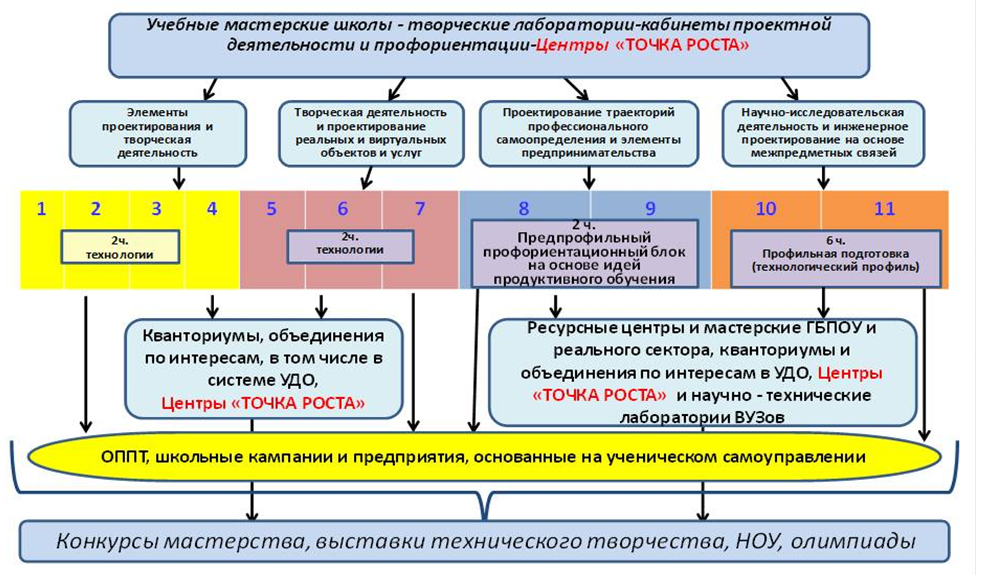 Учебные мастерские школы - творческие лаборатории-кабинеты проектной
деятельности и профориентации-Центры «ТОЧКА РОСТА»
Элементы
проектирования и
творческая
деятельность
Творческая деятельность
и проектирование
реальных и виртуальных
объектов и услуг
Проектирование траекторий
профессионального
самоопределения и элементы
предпринимательства
Научно-исследовательская
деятельность и инженерное
проектирование на основе
межпредметных связей
1 2 3 4 5 6 7 8 9 10 11
2ч.
технологии
2ч.
технологии
2 ч.
Предпрофильный
профориентационный блок
на основе идей
продуктивного обучения
6 ч.
Профильная подготовка
(технологический профиль)
Кванториумы, объединения
по интересам, в том числе в
системе УДО,
Центры «ТОЧКА РОСТА»
Ресурсные центры и мастерские ГБПОУ и
реального сектора, кванториумы и
объединения по интересам в УДО, Центры
«ТОЧКА РОСТА» и научно - технические
лаборатории ВУЗов
ОППТ, школьные кампании и предприятия, основанные на ученическом самоуправлении
Конкурсы мастерства, выставки технического творчества, НОУ, олимпиады